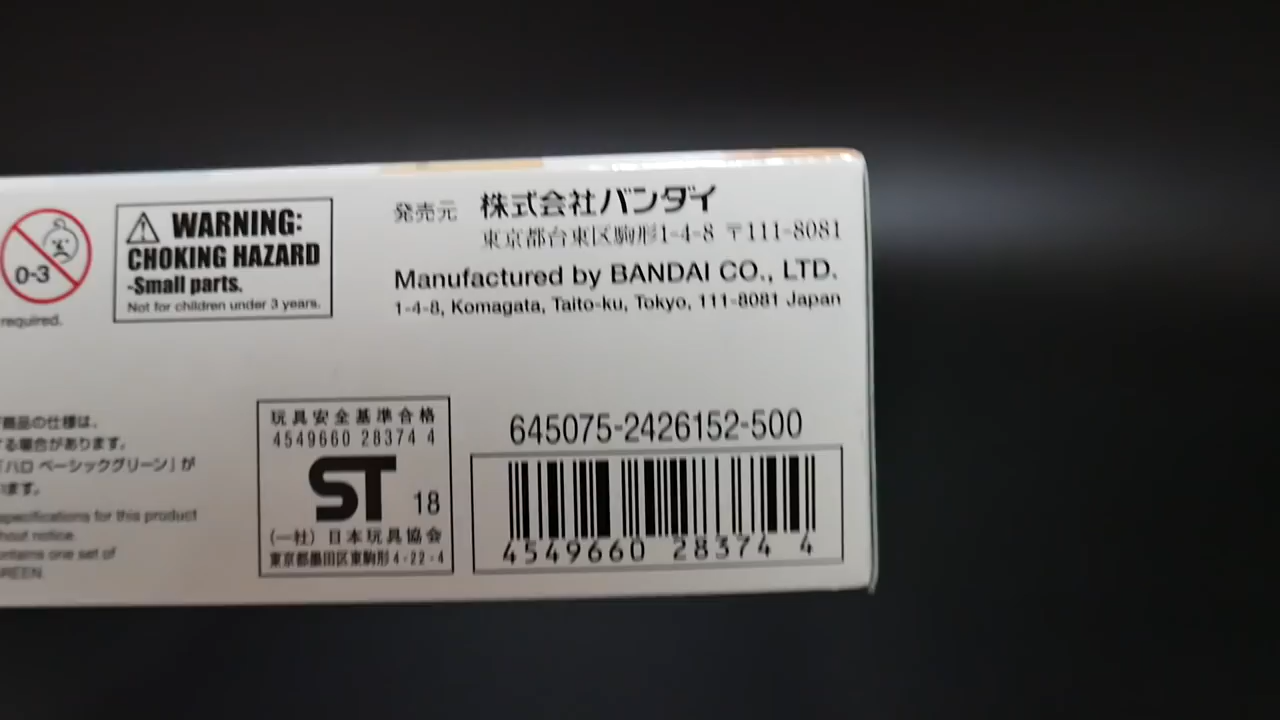 0-3
required.
WARNING:
CHOKING HAZARD
-Small parts.
Not for children under 3 years.
発売元 株式会社バンダイ
東京都台東区駒形1-4-8 〒111-8081
Manufactured by BANDAI CO., LTD.
1-4-8, Komagata, Taito-ku, Tokyo, 111-8081 Japan
商品の仕様は、
する場合があります。
「ハロ ベーシックグリーン」が
います。
specifications for this product
hout notice.
ontains one set of
GREEN.
玩具安全基準合格
4549660 28374 4
ST 18
(一社) 日本玩具協会
東京都墨田区東駒形4-22-4
645075-2426152-500
4549660 28374 4